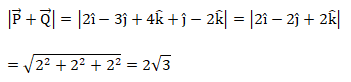 |P⃗ + Q⃗| = |2î − 3ĵ + 4k̂ + ĵ − 2k̂| = |2î − 2ĵ + 2k̂|
= √(2² + 2² + 2²) = 2√3